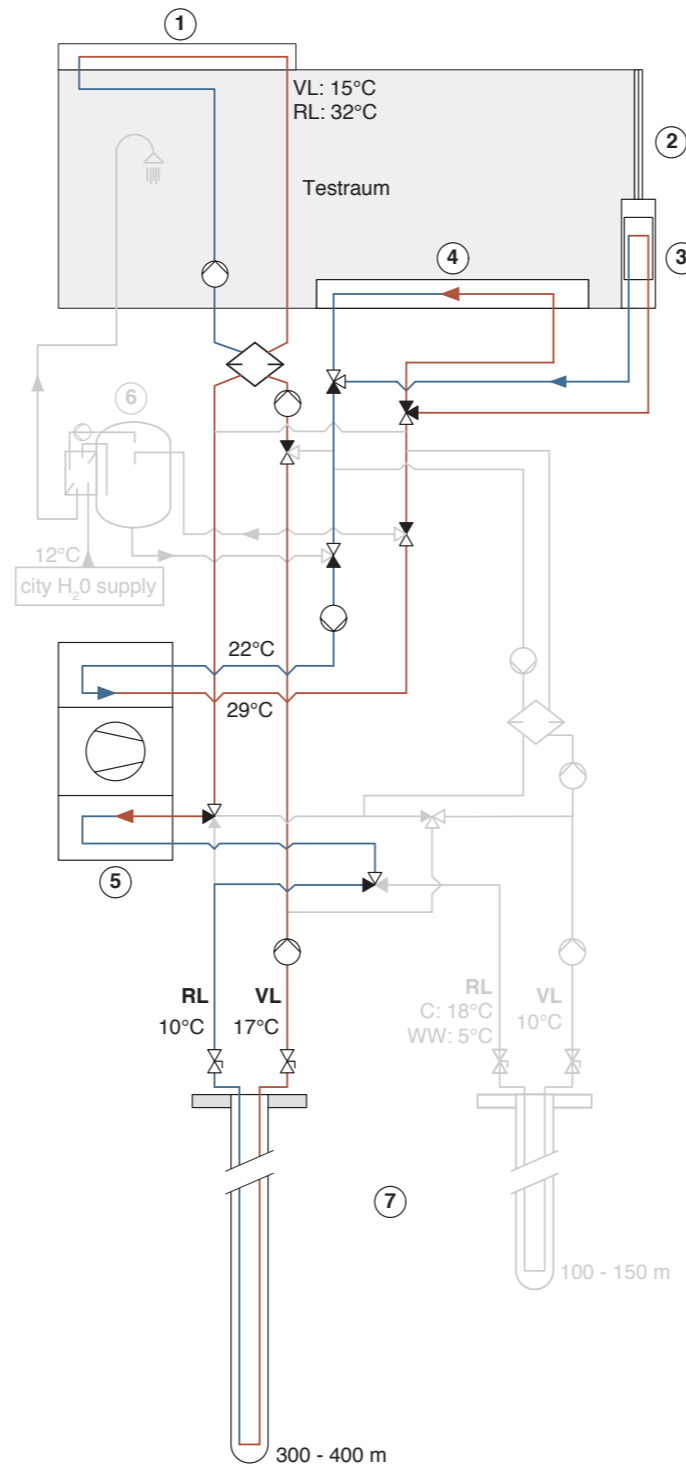 1
VL: 15°C
RL: 32°C
2
Testraum
4
3
6
12°C
city H₂0 supply
22°C
29°C
5
RL
10°C
VL
17°C
RL
C: 18°C
WW: 5°C
VL
10°C
7
100 - 150 m
300 - 400 m